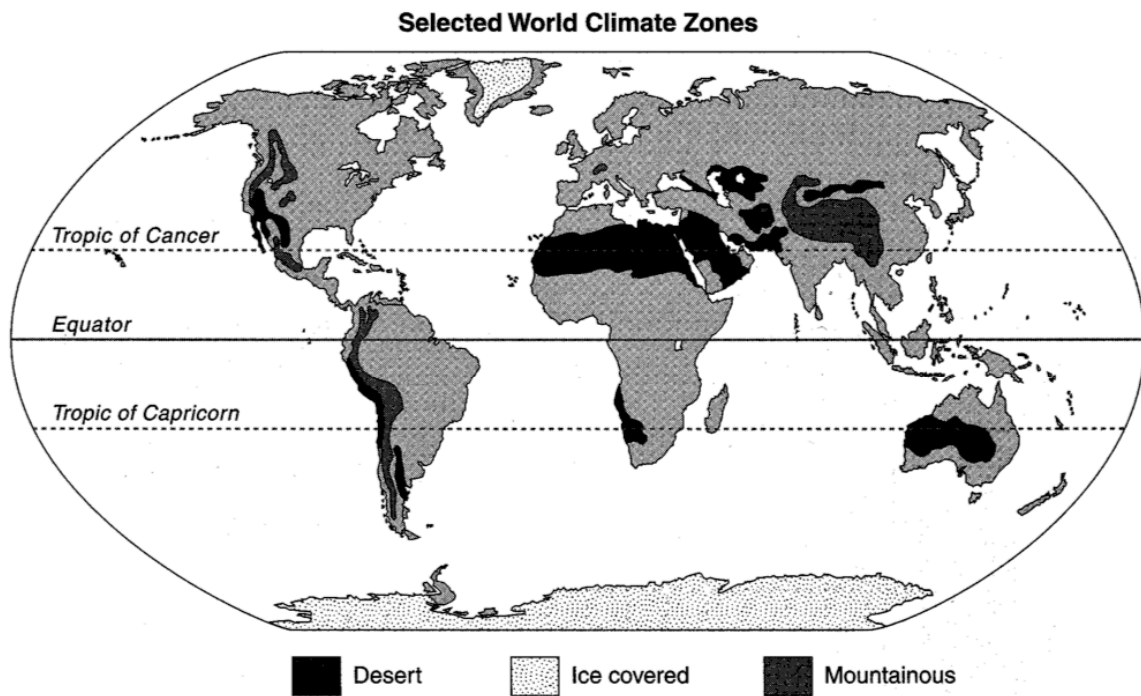 Selected World Climate Zones
Tropic of Cancer
Equator
Tropic of Capricorn
Desert
Ice covered
Mountainous